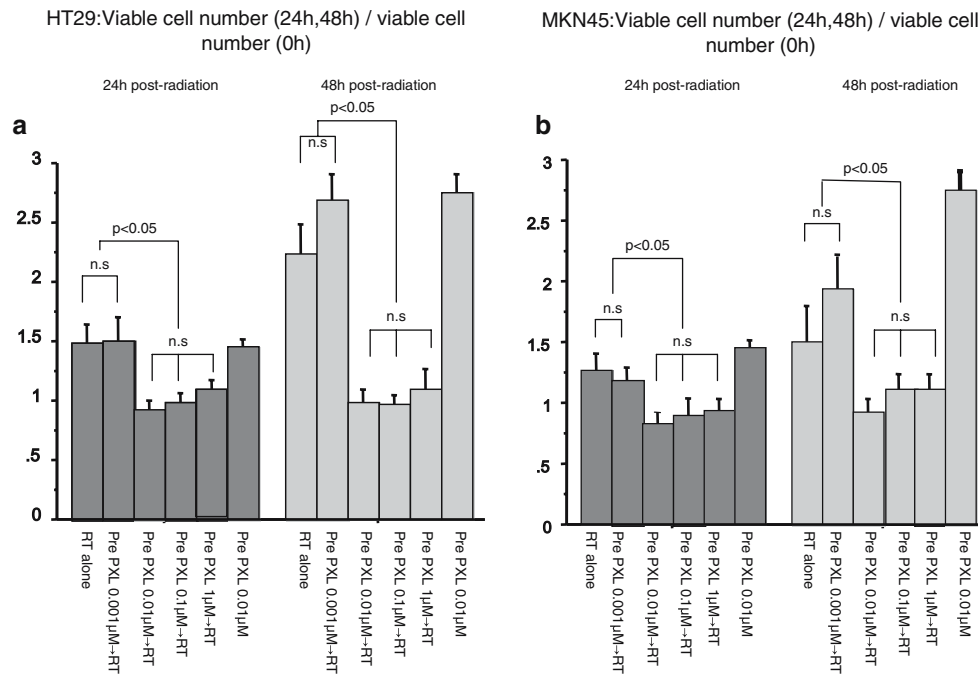 HT29:Viable cell number (24h,48h) / viable cell
number (0h)
24h post-radiation
48h post-radiation
a
p<0.05
n.s
3
2.5
2
1.5
1
.5
0
p<0.05
n.s
n.s
n.s
RT alone
Pre PXL 0.001μM→RT
Pre PXL 0.01μM→RT
Pre PXL 0.1μM→RT
Pre PXL 1μM→RT
Pre PXL 0.01μM
RT alone
Pre PXL 0.001μM→RT
Pre PXL 0.01μM→RT
Pre PXL 0.1μM→RT
Pre PXL 1μM→RT
Pre PXL 0.01μM
MKN45:Viable cell number (24h,48h) / viable cell
number (0h)
24h post-radiation
48h post-radiation
b
p<0.05
n.s
3
2.5
2
1.5
1
.5
0
p<0.05
n.s
n.s
n.s
RT alone
Pre PXL 0.001μM→RT
Pre PXL 0.01μM→RT
Pre PXL 0.1μM→RT
Pre PXL 1μM→RT
Pre PXL 0.01μM
RT alone
Pre PXL 0.001μM→RT
Pre PXL 0.01μM→RT
Pre PXL 0.1μM→RT
Pre PXL 1μM→RT
Pre PXL 0.01μM